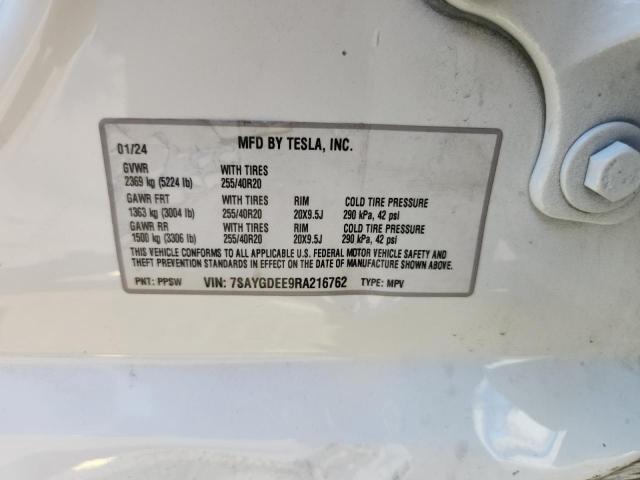 MFD BY TESLA, INC.
01/24
GVWR WITH TIRES
2369 kg (5224 lb) 255/40R20
GAWR FRT WITH TIRES RIM COLD TIRE PRESSURE
1363 kg (3004 lb) 255/40R20 20X9.5J 290 kPa, 42 psi
GAWR RR WITH TIRES RIM COLD TIRE PRESSURE
1500 kg (3306 lb) 255/40R20 20X9.5J 290 kPa, 42 psi
THIS VEHICLE CONFORMS TO ALL APPLICABLE U.S. FEDERAL MOTOR VEHICLE SAFETY AND
THEFT PREVENTION STANDARDS IN EFFECT ON THE DATE OF MANUFACTURE SHOWN ABOVE.
PNT: PPSW VIN: 7SAYGDEE9RA216762 TYPE: MPV